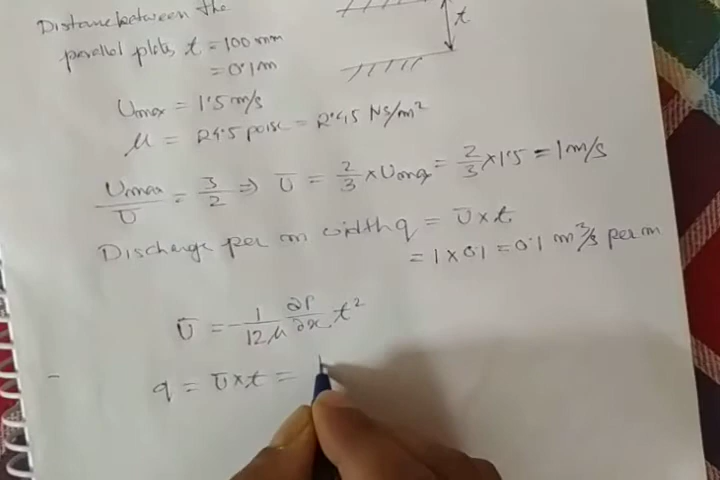 Distance between the
parallel plates, t = 100 mm
= 0.1m
t
Umax = 1.5 m/s
μ = 24.5 poise = 2.45 NS/m²
Umax/Ū = 3/2 ⇒ Ū = 2/3 × Umax = 2/3 × 1.5 = 1m/s
Discharge per m width q = Ū × t
= 1 × 0.1 = 0.1 m³/s per m
Ū = -1/12μ ∂P/∂x t²
q = Ū × t =